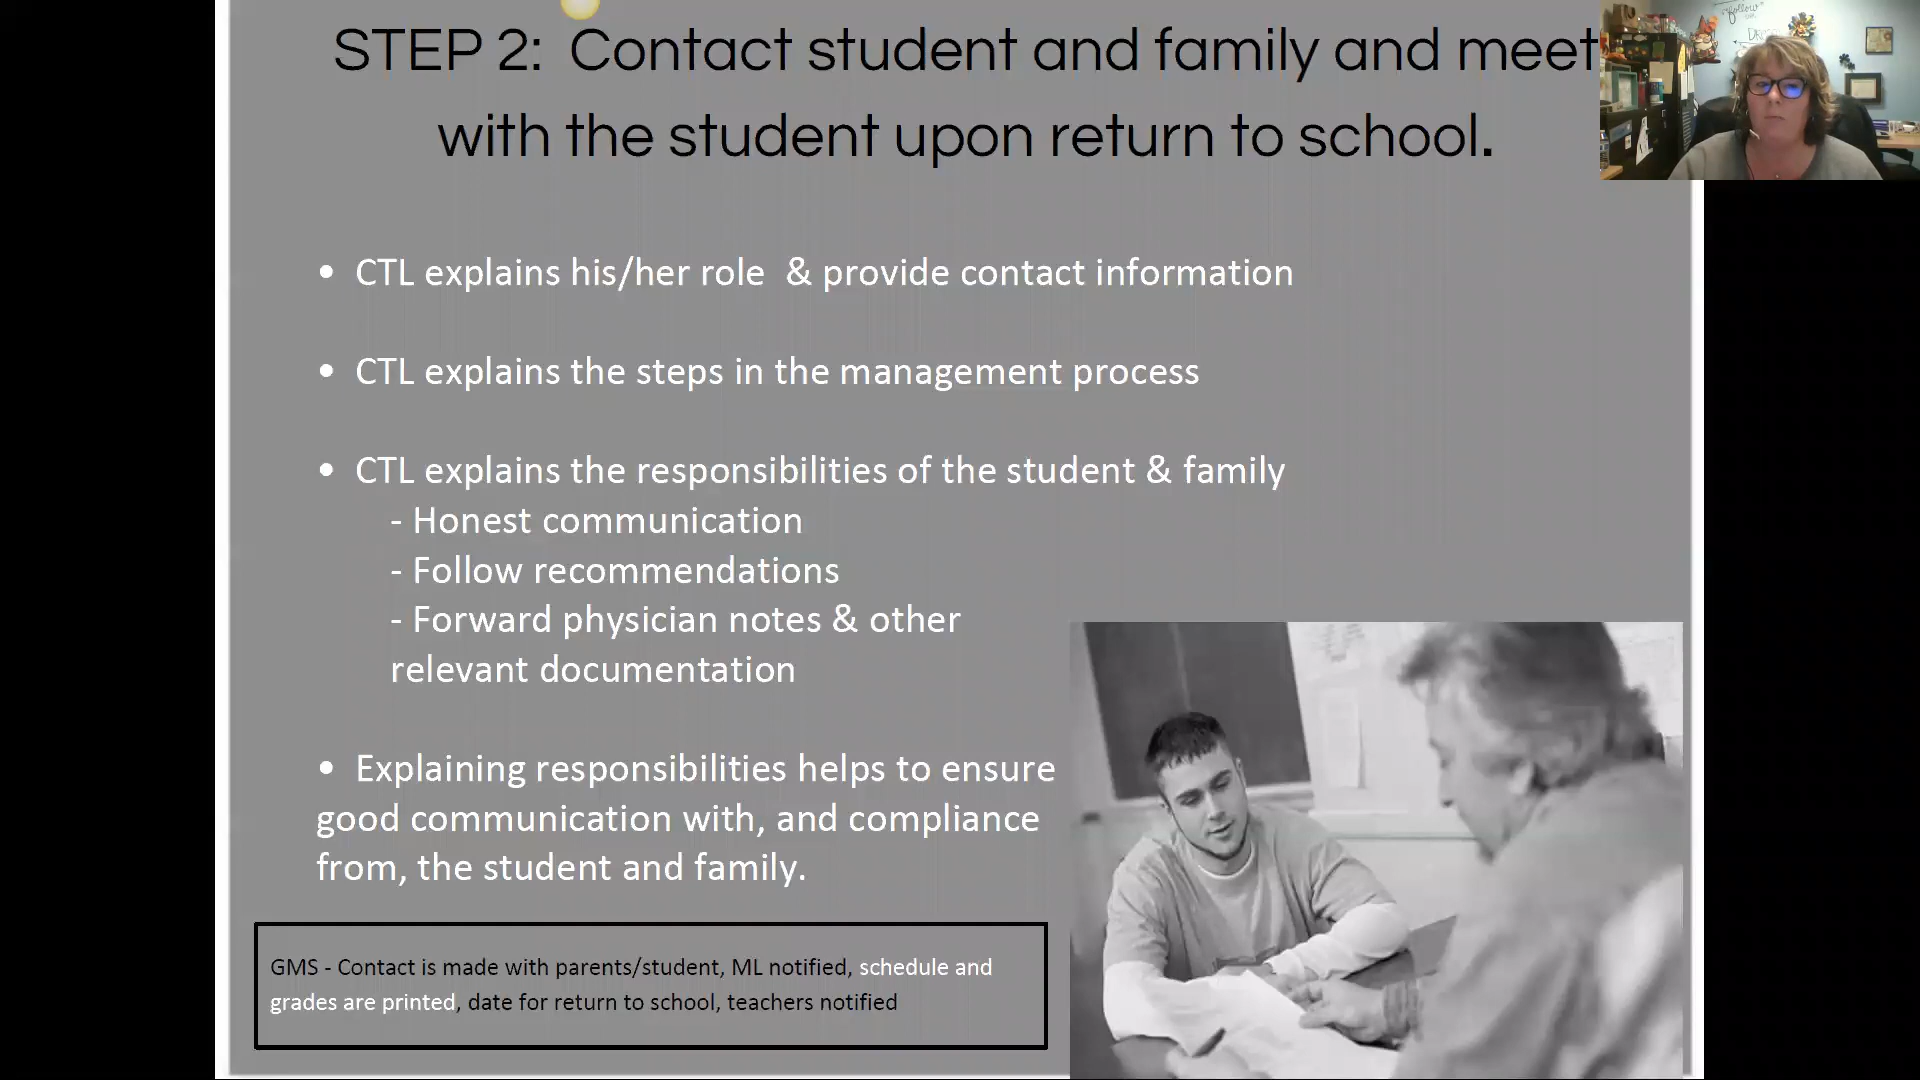 STEP 2:  Contact student and family and meet
with the student upon return to school.
• CTL explains his/her role  & provide contact information
• CTL explains the steps in the management process
• CTL explains the responsibilities of the student & family
- Honest communication
- Follow recommendations
- Forward physician notes & other
relevant documentation
• Explaining responsibilities helps to ensure
good communication with, and compliance
from, the student and family.
GMS - Contact is made with parents/student, ML notified, schedule and
grades are printed, date for return to school, teachers notified
follow